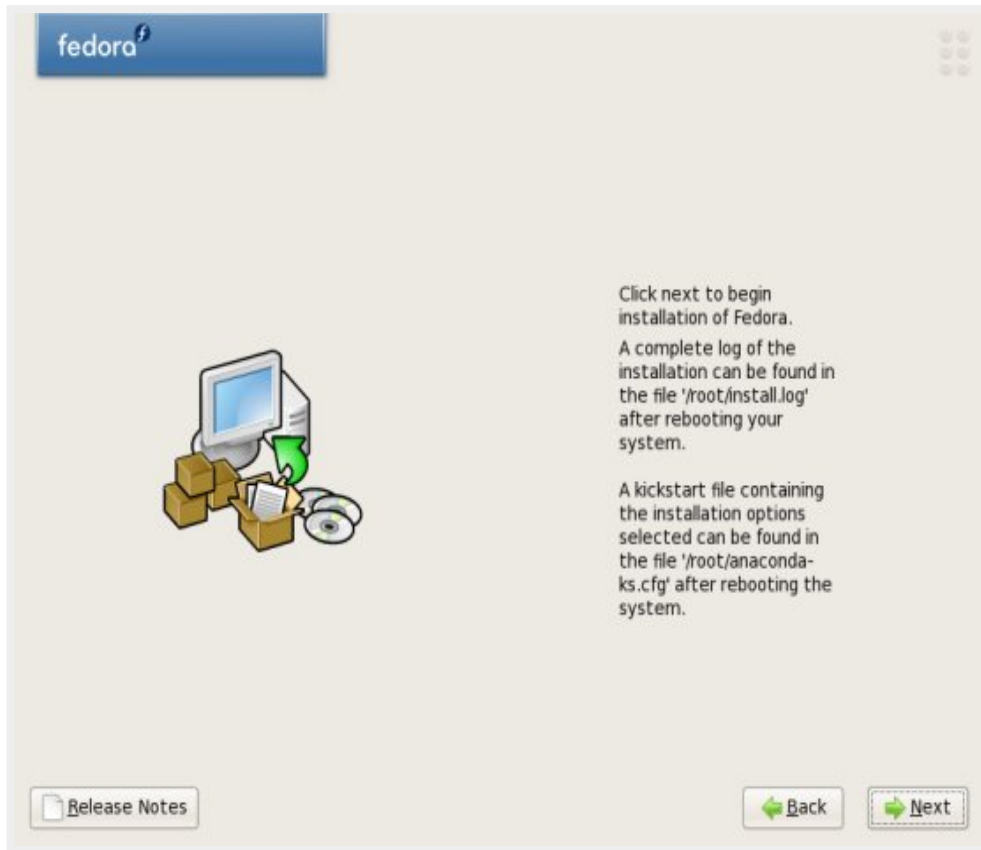 fedora
Click next to begin
installation of Fedora.
A complete log of the
installation can be found in
the file '/root/install.log'
after rebooting your
system.
A kickstart file containing
the installation options
selected can be found in
the file '/root/anaconda-
ks.cfg' after rebooting the
system.
Release Notes
Back
Next